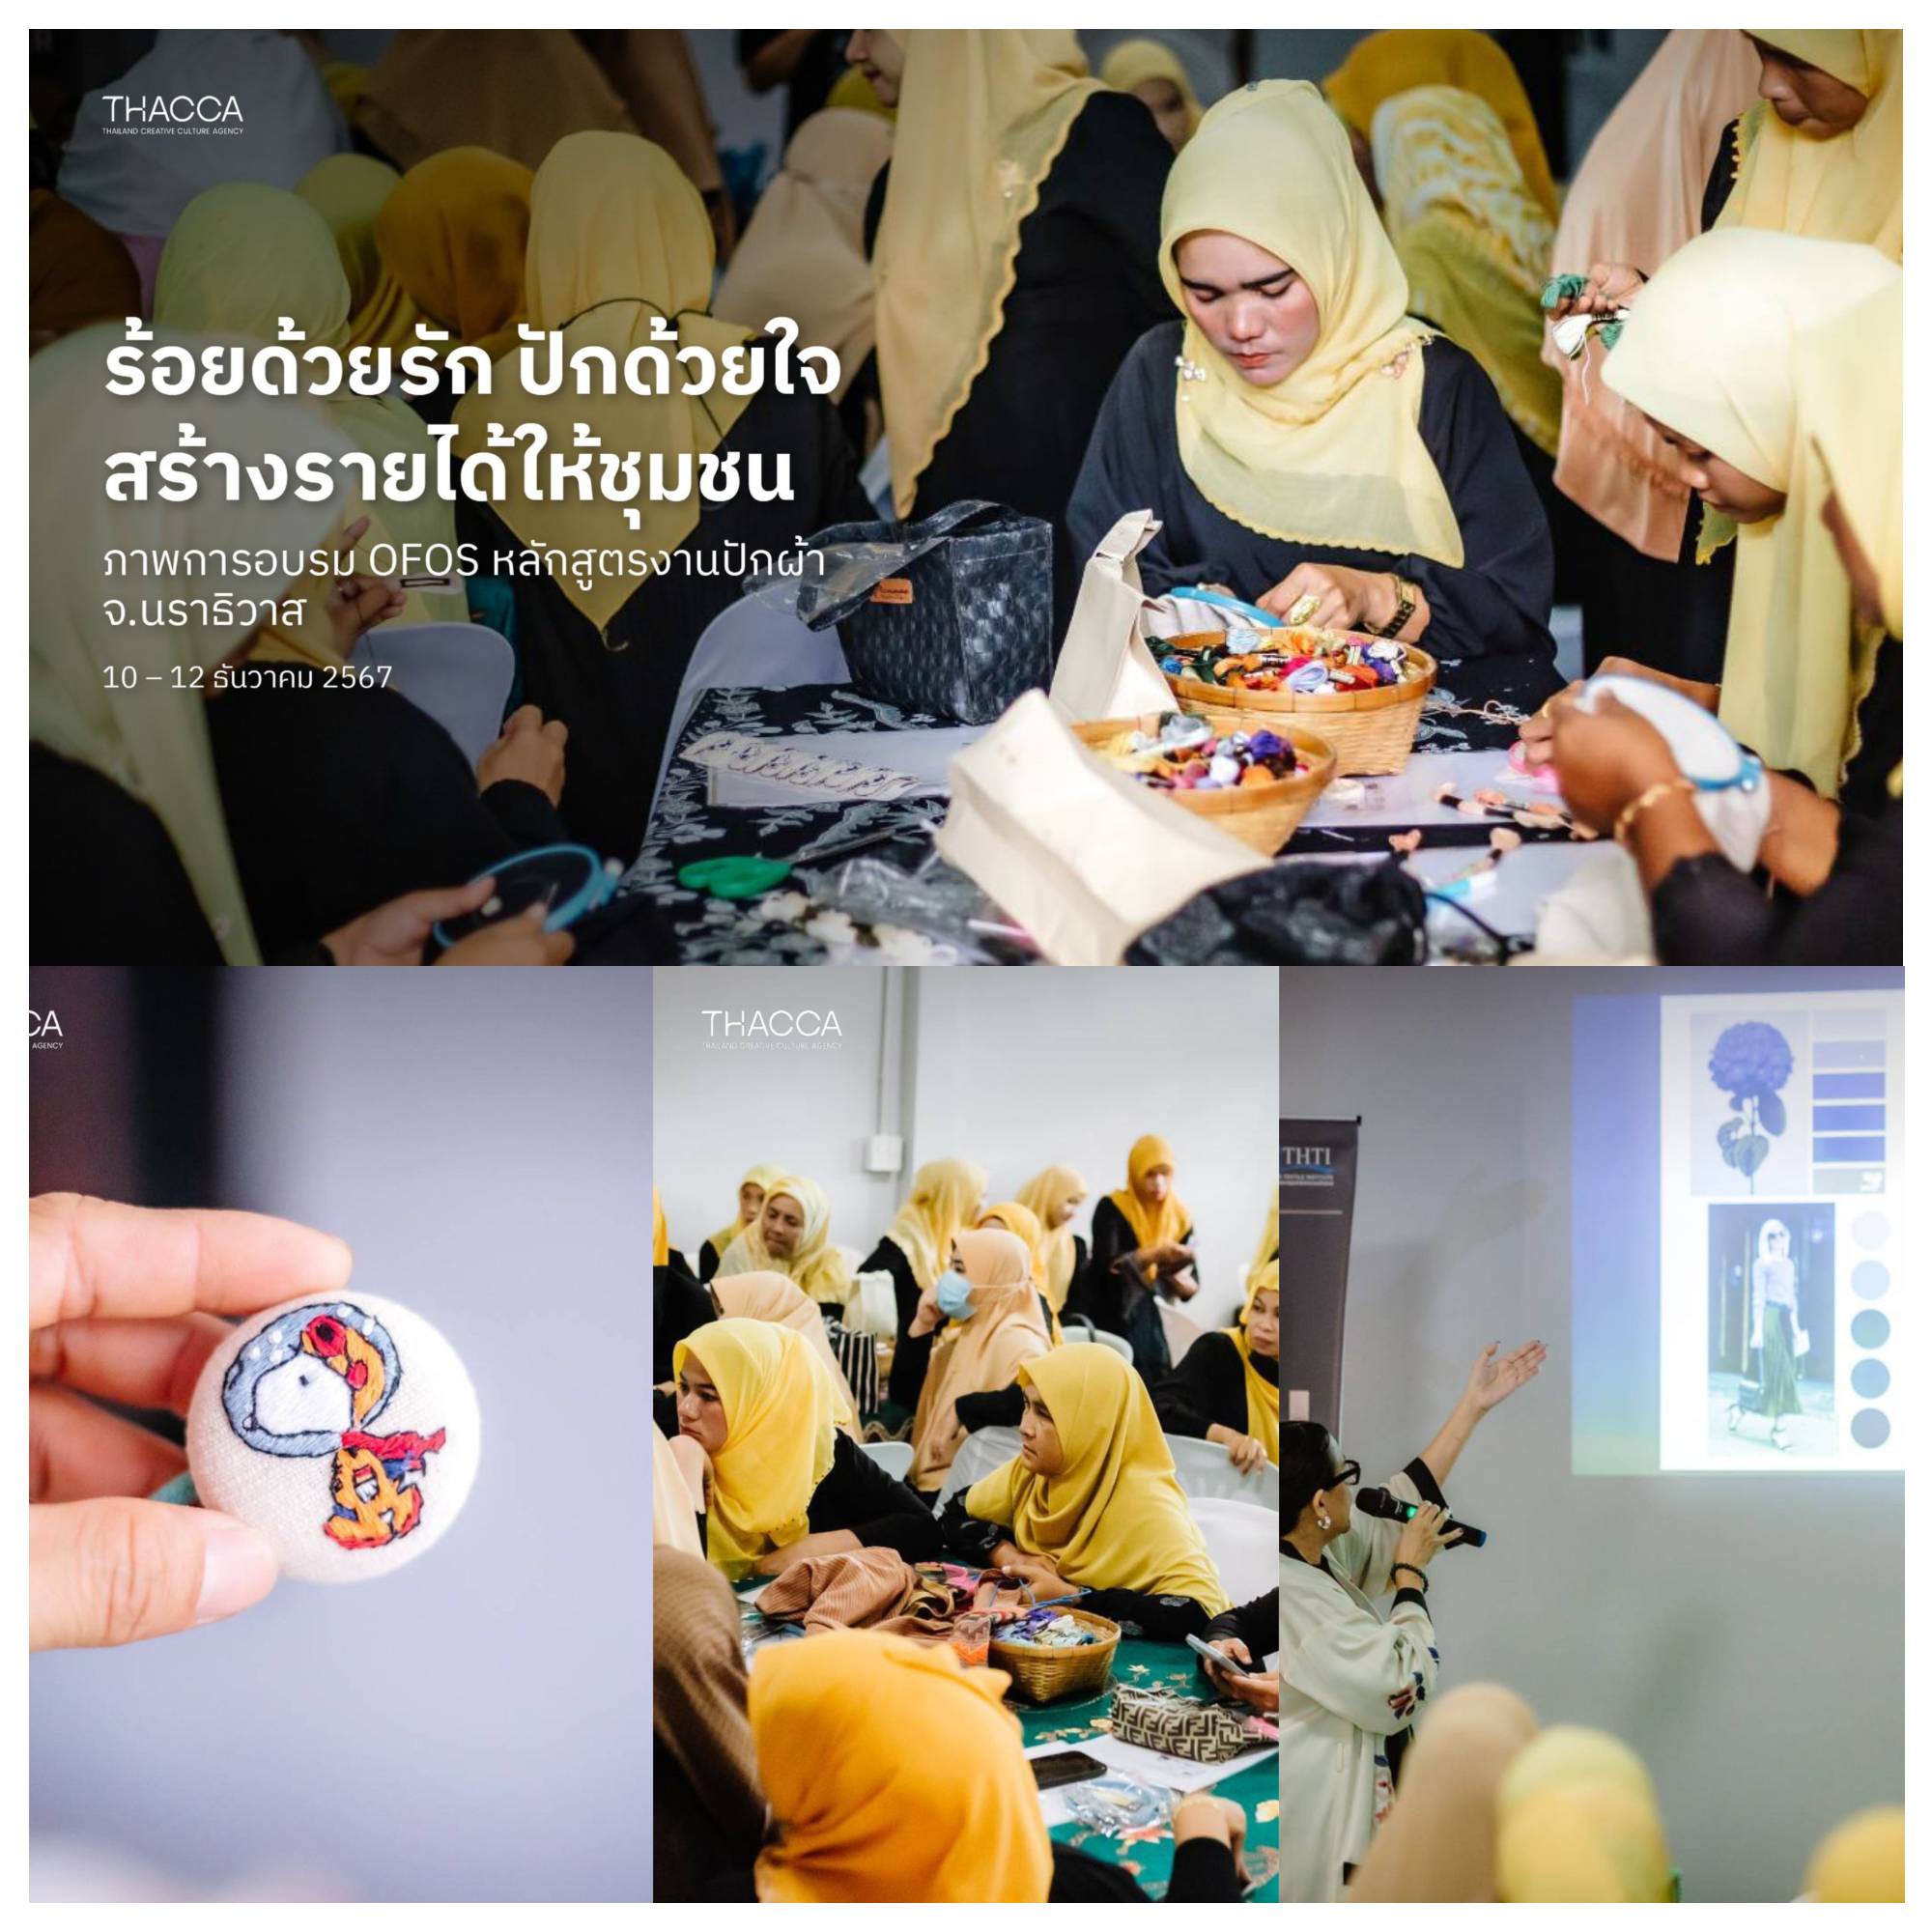 THACCA
THAILAND CREATIVE CULTURE AGENCY
ร้อยด้วยรัก ปักด้วยใจ
สร้างรายได้ให้ชุมชน
ภาพการอบรม OFOS หลักสูตรงานปักผ้า
จ.นราธิวาส
10 – 12 ธันวาคม 2567
CA
AGENCY
THACCA
THAILAND CREATIVE CULTURE AGENCY
THTI